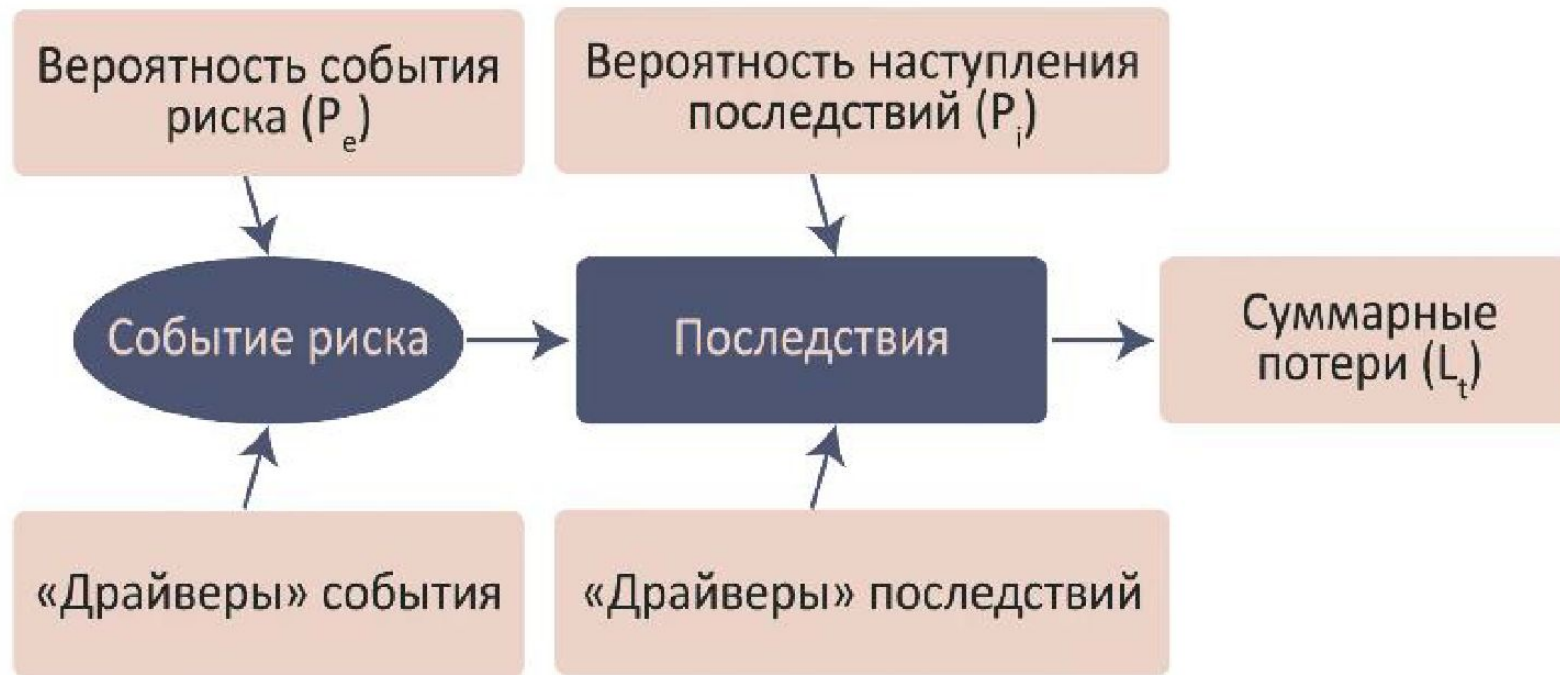 Вероятность события
риска (Pe)
Вероятность наступления
последствий (Pi)
Событие риска
Последствия
Суммарные
потери (Lt)
«Драйверы» события
«Драйверы» последствий